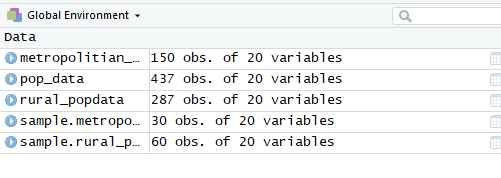 Global Environment
Data
metropolitian_… 150 obs. of 20 variables
pop_data 437 obs. of 20 variables
rural_popdata 287 obs. of 20 variables
sample.metropo… 30 obs. of 20 variables
sample.rural_p… 60 obs. of 20 variables